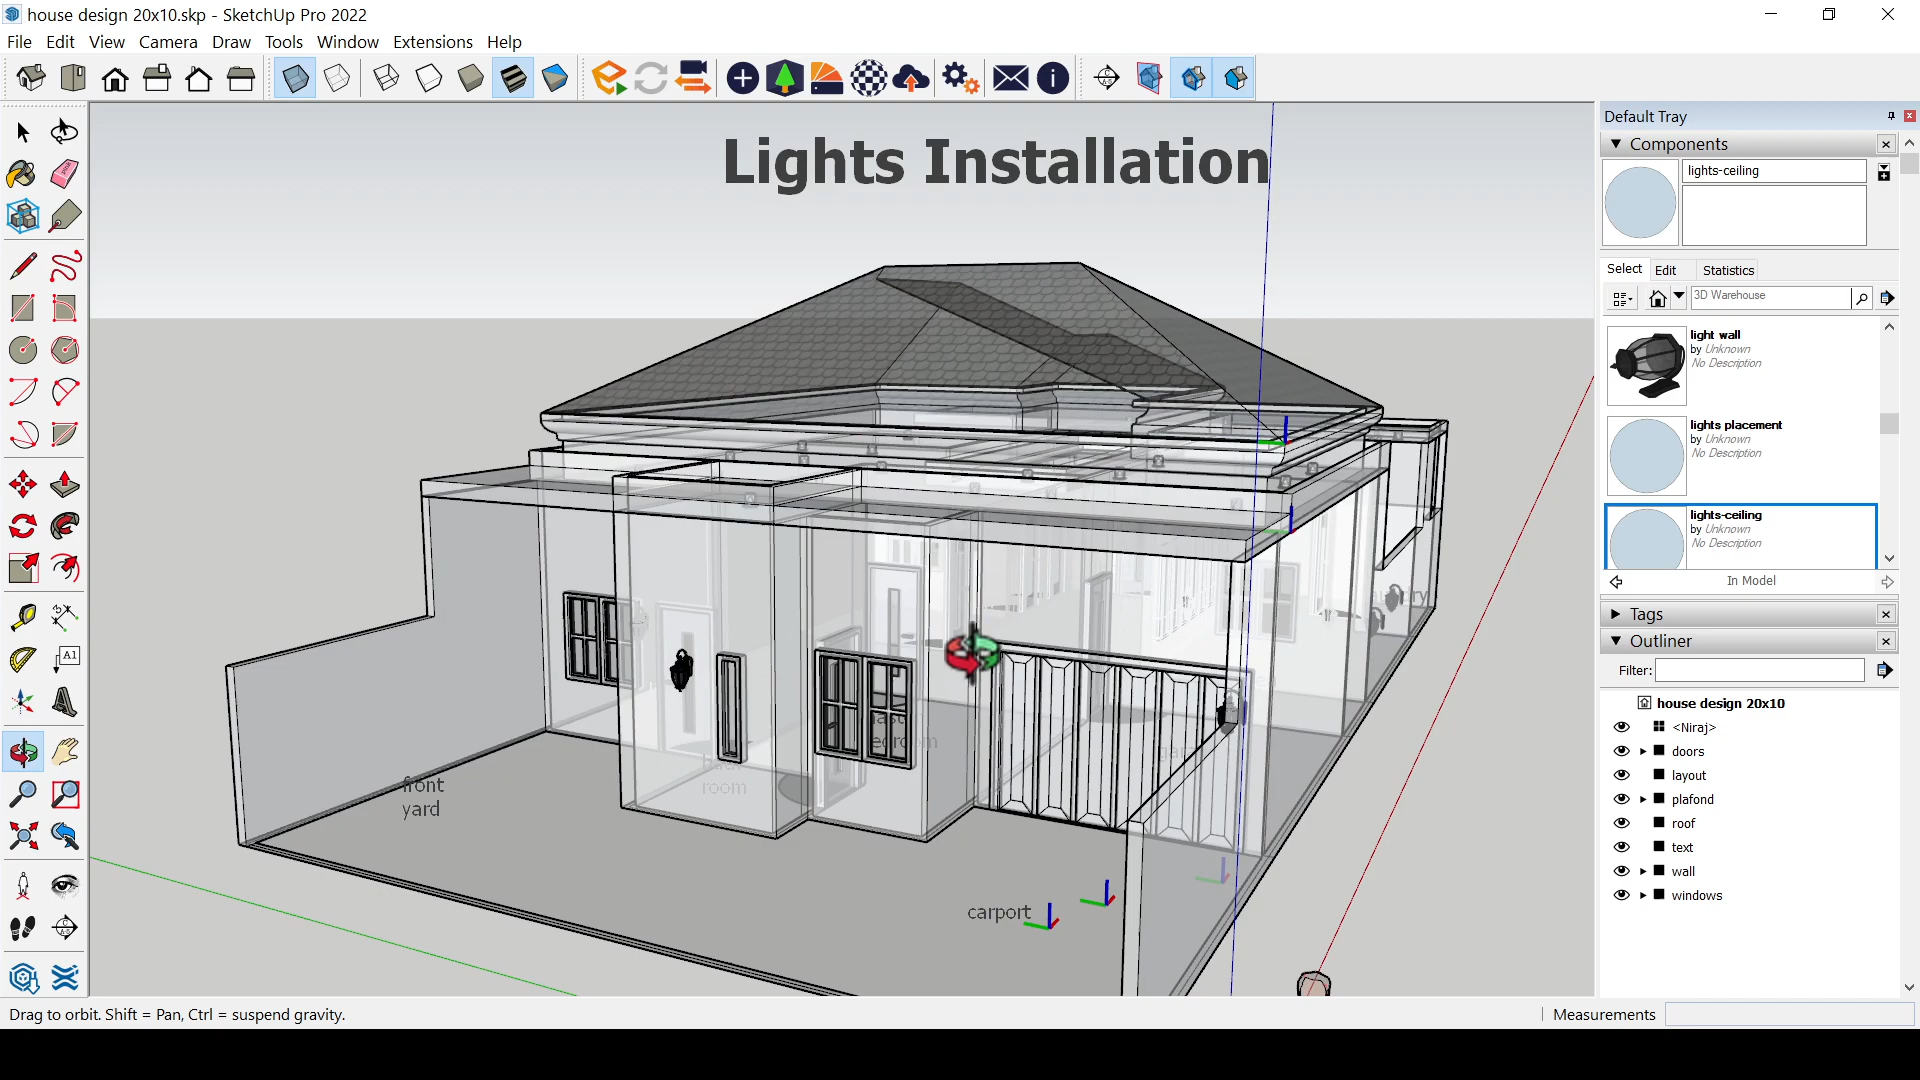 house design 20x10.skp - SketchUp Pro 2022
File Edit View Camera Draw Tools Window Extensions Help
Default Tray
Components
lights-ceiling
Select Edit Statistics
3D Warehouse
light wall
by Unknown
No Description
lights placement
by Unknown
No Description
lights-ceiling
by Unknown
No Description
In Model
Tags
Outliner
Filter:
house design 20x10
<Niraj>
doors
layout
plafond
roof
text
wall
windows
Lights Installation
front
yard
room
carport
A1
Drag to orbit. Shift = Pan, Ctrl = suspend gravity.
Measurements